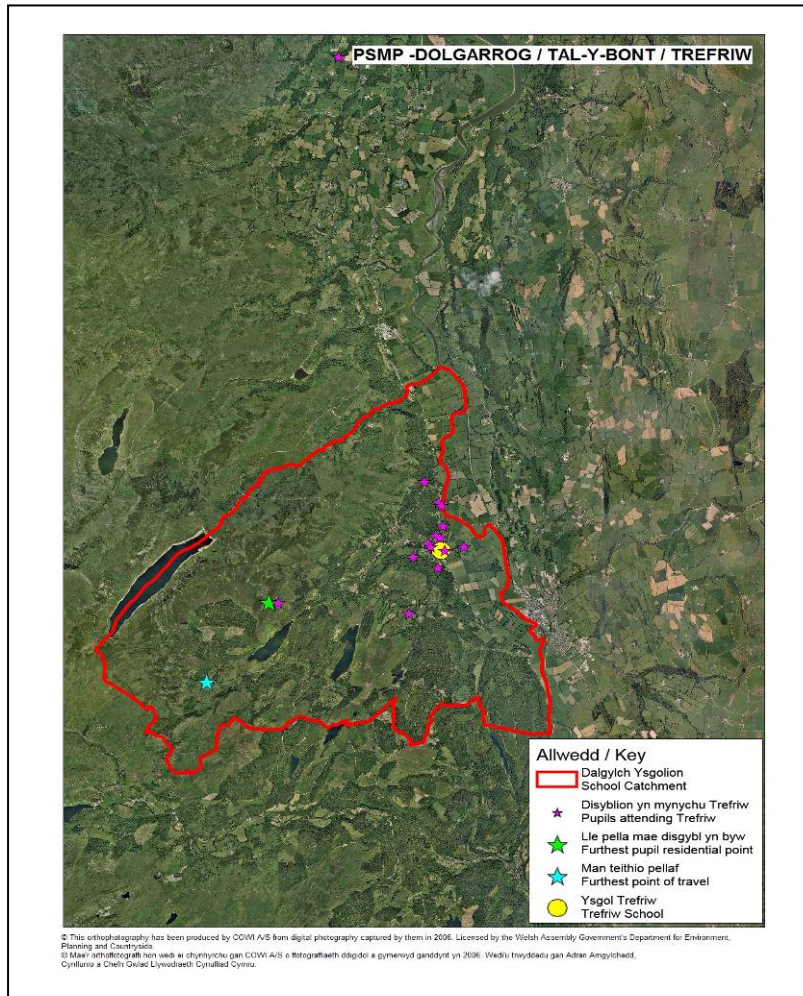 PSMP -DOLGARROG / TAL-Y-BONT / TREFRIW
Allwedd / Key
Dalgylch Ysgolion
School Catchment
Disyblion yn mynychu Trefriw
Pupils attending Trefriw
Lle pella mae disgybl yn byw
Furthest pupil residential point
Man teithio pellaf
Furthest point of travel
Ysgol Trefriw
Trefriw School
© This orthophotography has been produced by COWI A/S from digital photography captured by them in 2006. Licensed by the Welsh Assembly Government's Department for Environment,
Planning and Countryside.
© Mae'r orthoffotograffi hon wedi ei chynhyrchu gan COWI A/S o ffotograffiaeth ddigidol a gymerwyd ganddynt yn 2006. Wedi'u trwyddedu gan Adran Amgylchedd,
Cynllunio a Chefn Gwlad Llywodraeth Cynulliad Cymru.